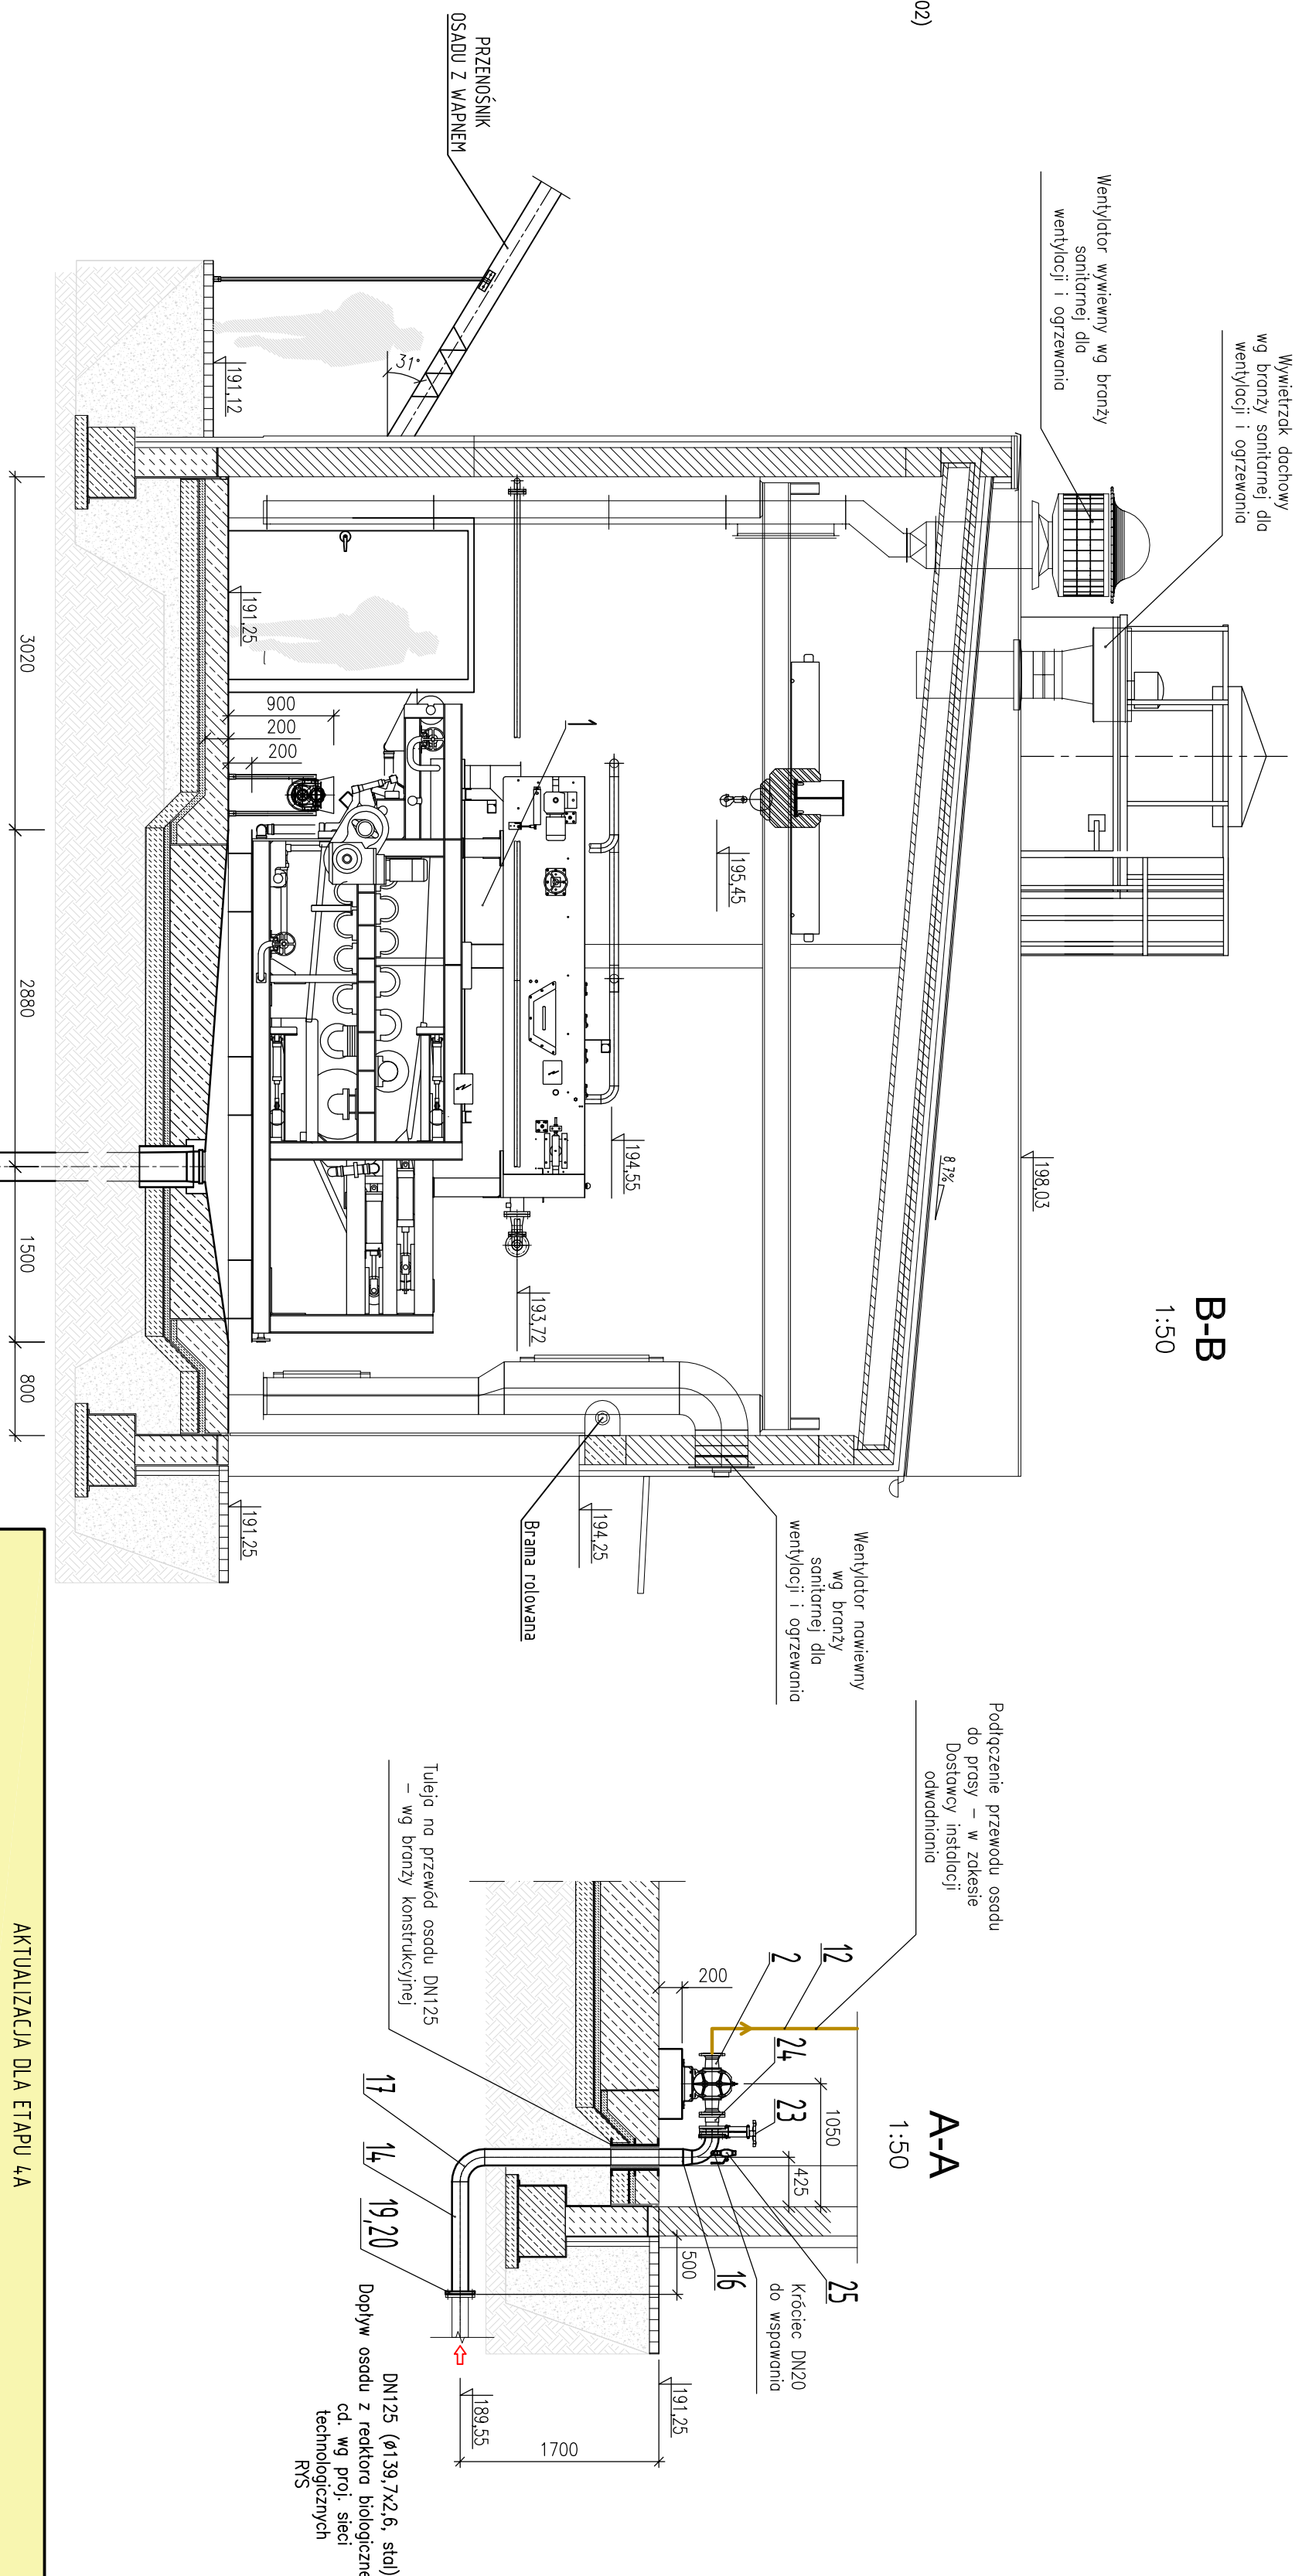 02)
PRZENOŚNIK
OSADU Z WAPNEM
Wentylator wywiewny wg branży
sanitarnej dla
wentylacji i ogrzewania
Wywietrzak dachowy
wg branży sanitarnej dla
wentylacji i ogrzewania
B-B
1:50
31°
191,12
191,25
900
200
200
1
195,45
194,55
193,72
198,03
8,7%
194,25
191,25
Brama rolowana
Wentylator nawiewny
wg branży
sanitarnej dla
wentylacji i ogrzewania
3020
2880
1500
800
A-A
1:50
Podłączenie przewodu osadu
do prasy – w zakesie
Dostawcy instalacji
odwadniania
Tuleja na przewód osadu DN125
– wg branży konstrukcyjnej
200
2
12
24
23
1050
425
25
16
500
Króciec DN20
do wspawania
17
14
19,20
191,25
189,55
1700
DN125 (ø139,7x2,6, stal)
Dopływ osadu z reaktora biologiczne
cd. wg proj. sieci
technologicznych
RYS
AKTUALIZACJA DLA ETAPU 4A